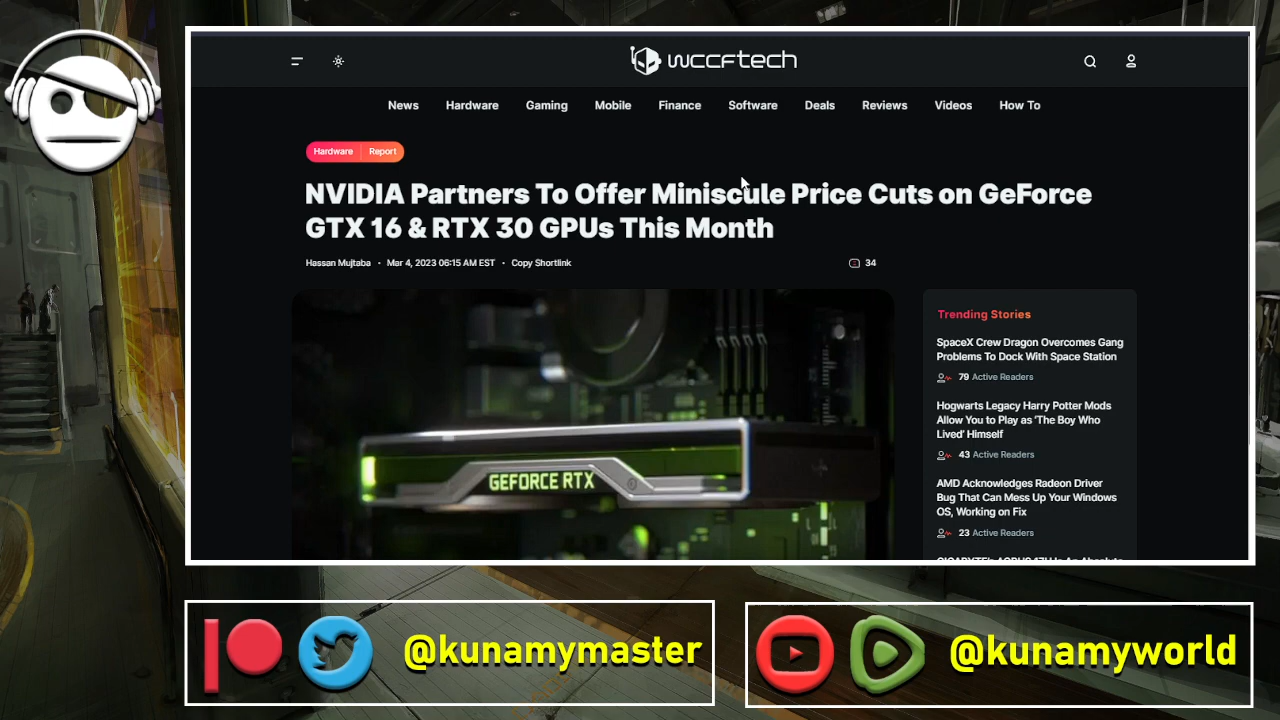 wccftech
News Hardware Gaming Mobile Finance Software Deals Reviews Videos How To
Hardware Report
NVIDIA Partners To Offer Miniscule Price Cuts on GeForce
GTX 16 & RTX 30 GPUs This Month
Hassan Mujtaba • Mar 4, 2023 06:15 AM EST • Copy Shortlink
34
GEFORCE RTX
Trending Stories
SpaceX Crew Dragon Overcomes Gang
Problems To Dock With Space Station
79 Active Readers
Hogwarts Legacy Harry Potter Mods
Allow You to Play as 'The Boy Who
Lived' Himself
43 Active Readers
AMD Acknowledges Radeon Driver
Bug That Can Mess Up Your Windows
OS, Working on Fix
23 Active Readers
@kunamymaster
@kunamyworld